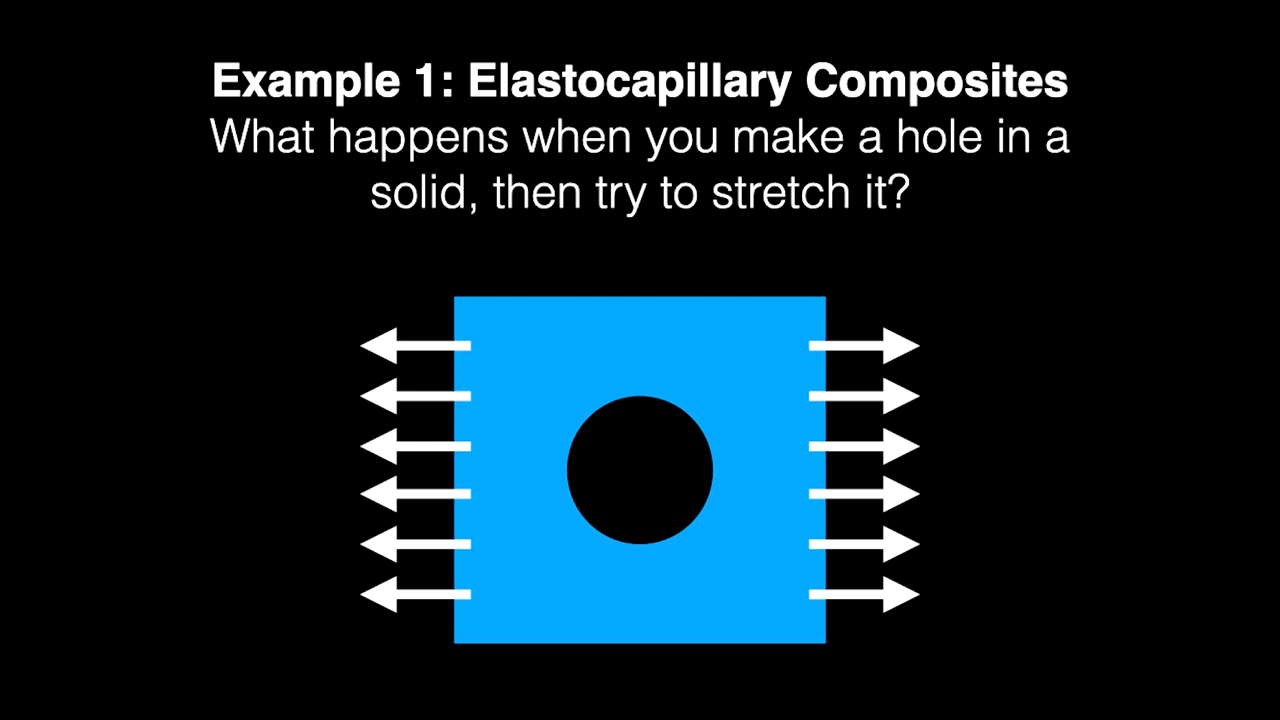 Example 1: Elastocapillary Composites
What happens when you make a hole in a
solid, then try to stretch it?